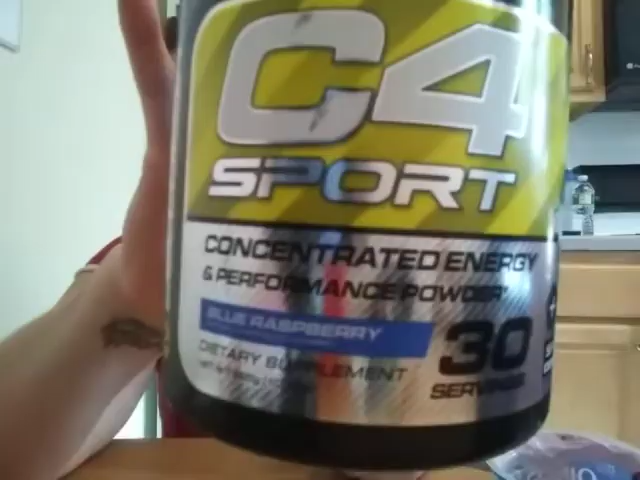 C4
SPORT
CONCENTRATED ENERGY
& PERFORMANCE POWDER*
BLUE RASPBERRY
DIETARY SUPPLEMENT
30
SERVINGS